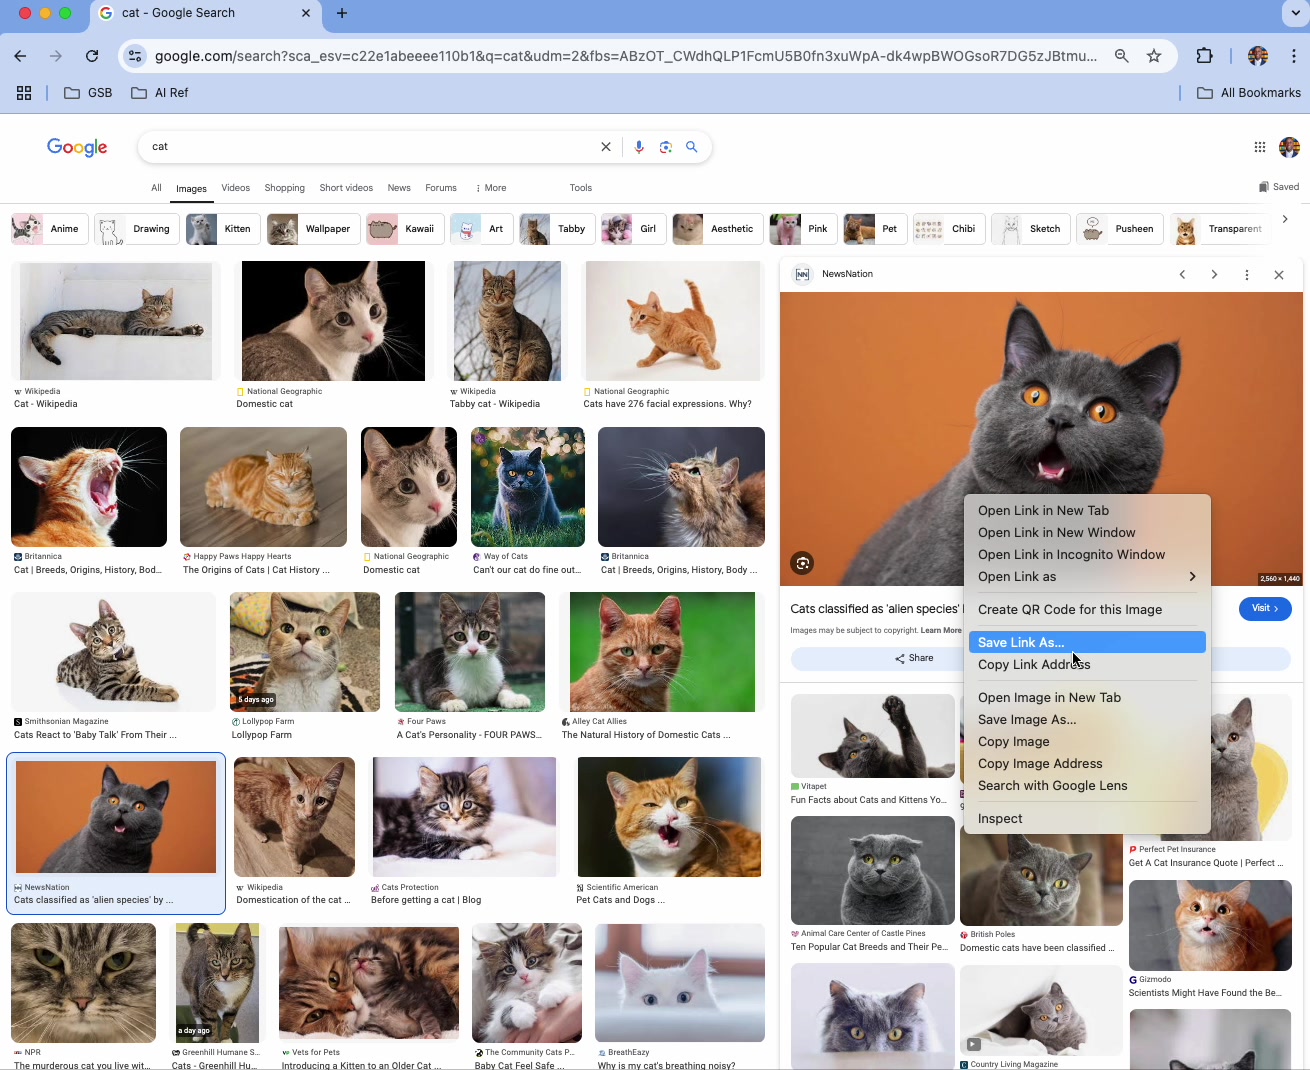 cat - Google Search
google.com/search?sca_esv=c22e1abeeee110b1&q=cat&udm=2&fbs=ABzOT_CWdhQLP1FcmU5B0fn3xuWpA-dk4wpBWOGsoR7DG5zJBtmu...
GSB
AI Ref
All Bookmarks
Google
cat
All Images Videos Shopping Short videos News Forums More Tools
Saved
Anime Drawing Kitten Wallpaper Kawaii Art Tabby Girl Aesthetic Pink Pet Chibi Sketch Pusheen Transparent
Wikipedia
Cat - Wikipedia
National Geographic
Domestic cat
Wikipedia
Tabby cat - Wikipedia
National Geographic
Cats have 276 facial expressions. Why?
Britannica
Cat | Breeds, Origins, History, Bod...
Happy Paws Happy Hearts
The Origins of Cats | Cat History ...
National Geographic
Domestic cat
Way of Cats
Can't our cat do fine out...
Britannica
Cat | Breeds, Origins, History, Body ...
Smithsonian Magazine
Cats React to 'Baby Talk' From Their ...
5 days ago
Lollypop Farm
Lollypop Farm
Four Paws
A Cat's Personality - FOUR PAWS...
Alley Cat Allies
The Natural History of Domestic Cats ...
NewsNation
Cats classified as 'alien species' by ...
Wikipedia
Domestication of the cat ...
Cats Protection
Before getting a cat | Blog
Scientific American
Pet Cats and Dogs ...
NPR
The murderous cat you live wit...
a day ago
Greenhill Humane S...
Cats - Greenhill Hu...
Vets for Pets
Introducing a Kitten to an Older Cat ...
The Community Cats P...
Baby Cat Feel Safe ...
BreathEazy
Why is my cat's breathing noisy?
NN
NewsNation
2,560 × 1,440
Cats classified as 'alien species'
Visit
Images may be subject to copyright. Learn More
Share
Open Link in New Tab
Open Link in New Window
Open Link in Incognito Window
Open Link as
Create QR Code for this Image
Save Link As...
Copy Link Address
Open Image in New Tab
Save Image As...
Copy Image
Copy Image Address
Search with Google Lens
Inspect
Vitapet
Fun Facts about Cats and Kittens Yo...
Perfect Pet Insurance
Get A Cat Insurance Quote | Perfect ...
Animal Care Center of Castle Pines
Ten Popular Cat Breeds and Their Pe...
British Poles
Domestic cats have been classified ...
Gizmodo
Scientists Might Have Found the Be...
Country Living Magazine